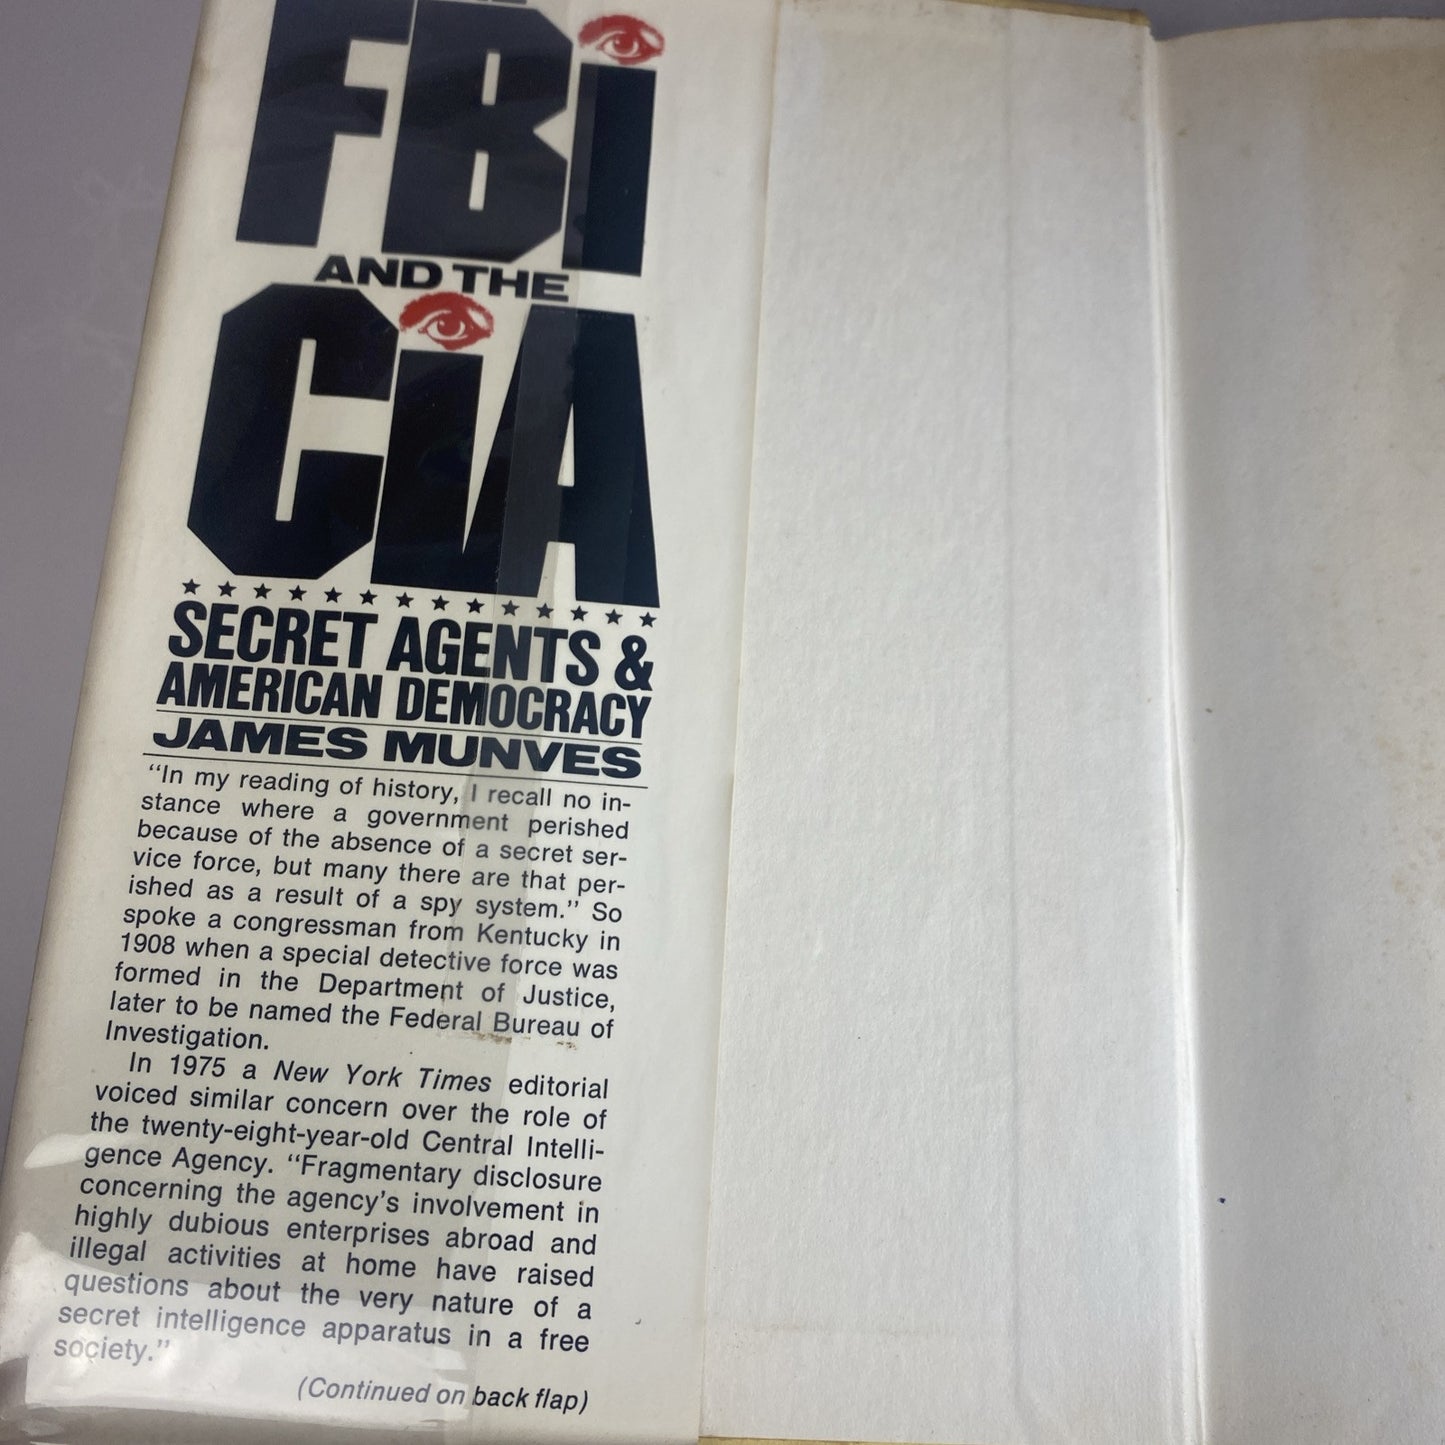 FBi
AND THE
CiA
SECRET AGENTS &
AMERICAN DEMOCRACY
JAMES MUNVES
“In my reading of history, I recall no in-
stance where a government perished
because of the absence of a secret ser-
vice force, but many there are that per-
ished as a result of a spy system.” So
spoke a congressman from Kentucky in
1908 when a special detective force was
formed in the Department of Justice,
later to be named the Federal Bureau of
Investigation.
In 1975 a New York Times editorial
voiced similar concern over the role of
the twenty-eight-year-old Central Intelli-
gence Agency. “Fragmentary disclosure
concerning the agency’s involvement in
highly dubious enterprises abroad and
illegal activities at home have raised
questions about the very nature of a
secret intelligence apparatus in a free
society.”
(Continued on back flap)